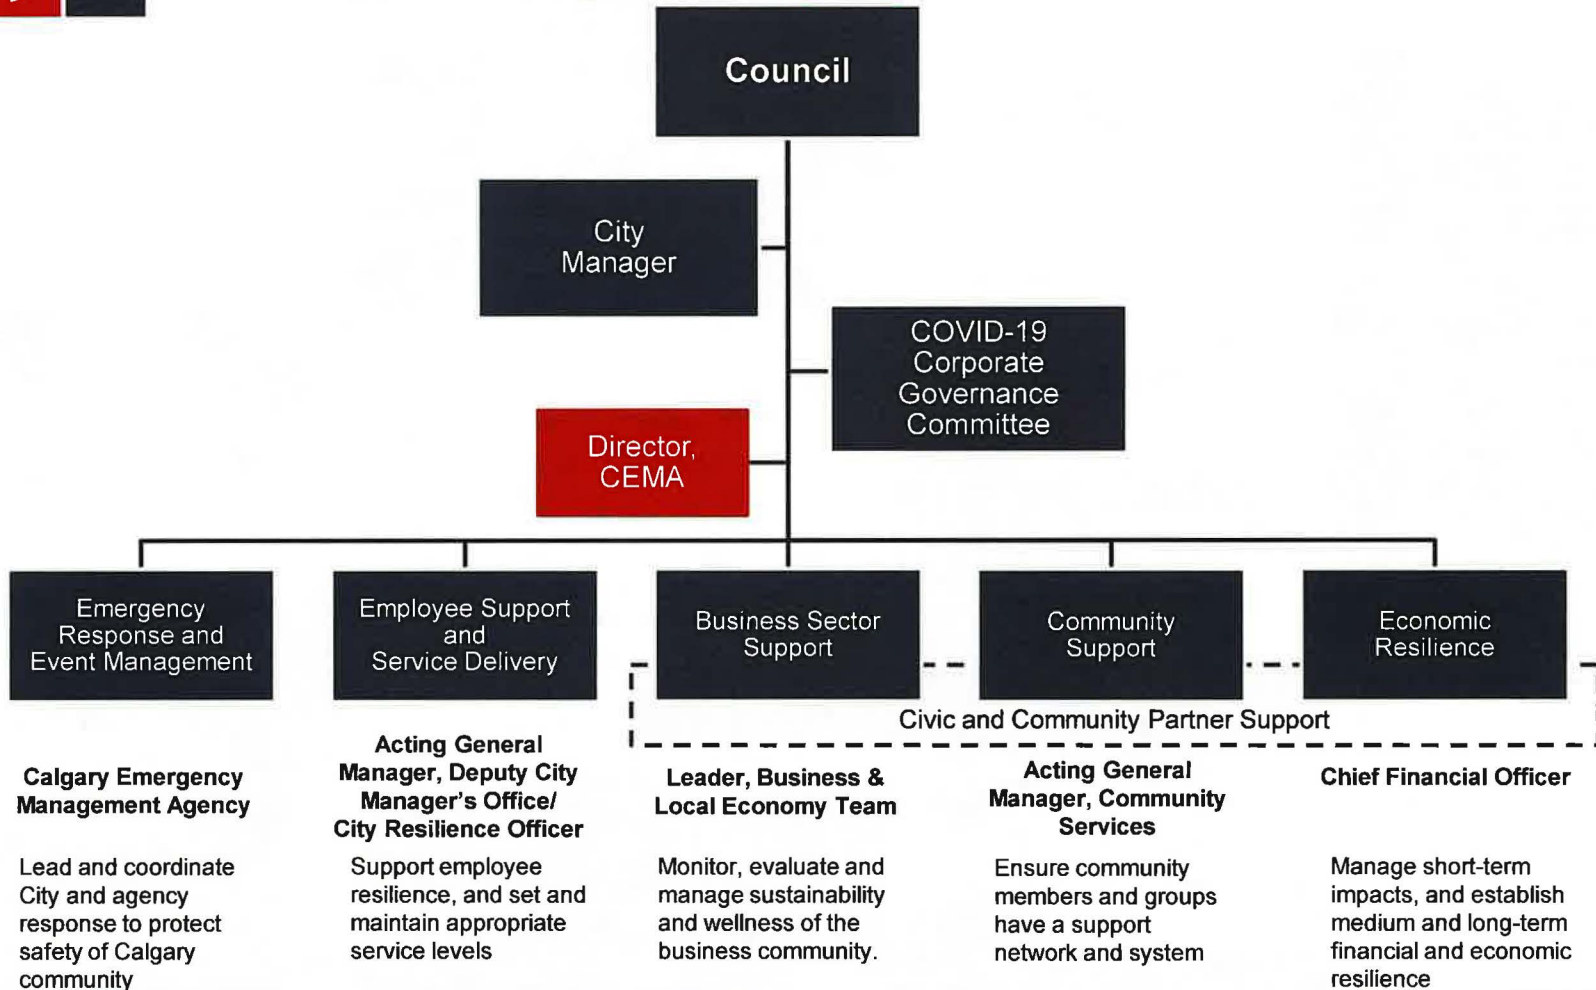 Council
City
Manager
COVID-19
Corporate
Governance
Committee
Director,
CEMA
Emergency
Response and
Event Management
Employee Support
and
Service Delivery
Business Sector
Support
Community
Support
Economic
Resilience
Civic and Community Partner Support
Calgary Emergency
Management Agency
Lead and coordinate
City and agency
response to protect
safety of Calgary
community
Acting General
Manager, Deputy City
Manager's Office/
City Resilience Officer
Support employee
resilience, and set and
maintain appropriate
service levels
Leader, Business &
Local Economy Team
Monitor, evaluate and
manage sustainability
and wellness of the
business community.
Acting General
Manager, Community
Services
Ensure community
members and groups
have a support
network and system
Chief Financial Officer
Manage short-term
impacts, and establish
medium and long-term
financial and economic
resilience